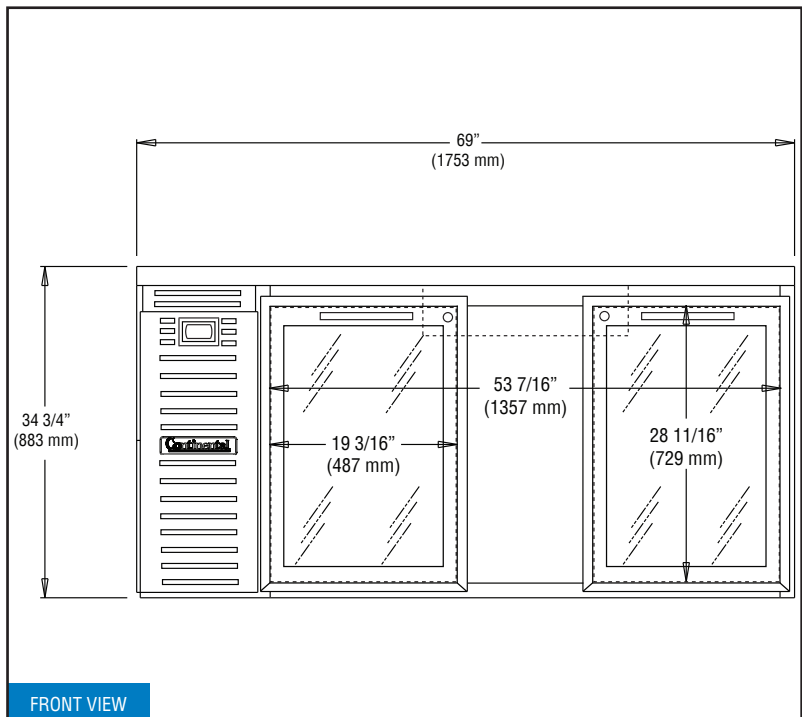 69”
(1753 mm)
53 7/16”
(1357 mm)
34 3/4”
(883 mm)
19 3/16”
(487 mm)
28 11/16”
(729 mm)
Continental
FRONT VIEW